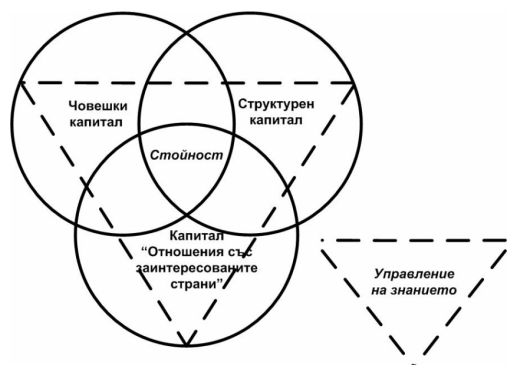 Човешки
капитал
Структурен
капитал
Стойност
Капитал
“Отношения със
заинтересованите
страни”
Управление
на знанието